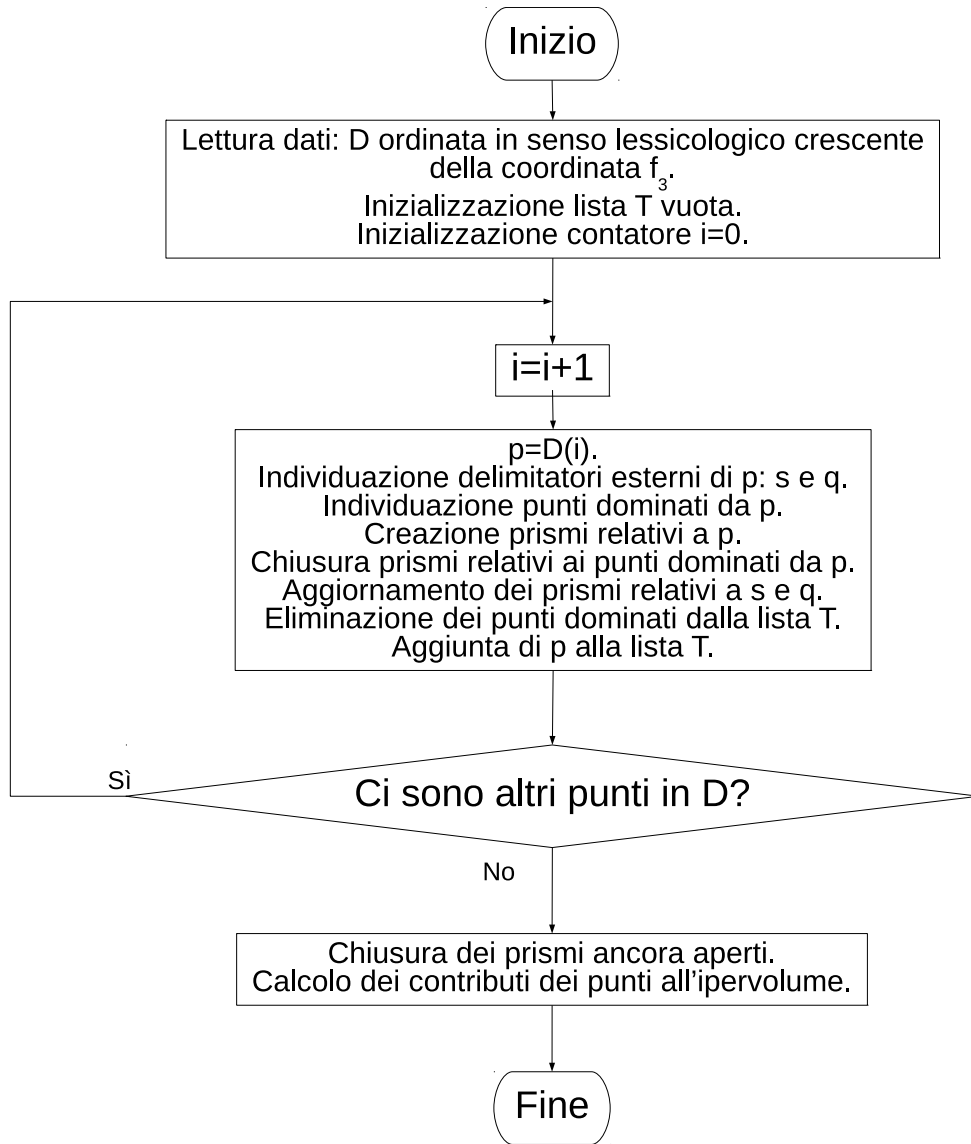 Inizio
Lettura dati: D ordinata in senso lessicologico crescente
della coordinata f₃.
Inizializzazione lista T vuota.
Inizializzazione contatore i=0.
i=i+1
p=D(i).
Individuazione delimitatori esterni di p: s e q.
Individuazione punti dominati da p.
Creazione prismi relativi a p.
Chiusura prismi relativi ai punti dominati da p.
Aggiornamento dei prismi relativi a s e q.
Eliminazione dei punti dominati dalla lista T.
Aggiunta di p alla lista T.
Sì
Ci sono altri punti in D?
No
Chiusura dei prismi ancora aperti.
Calcolo dei contributi dei punti all'ipervolume.
Fine